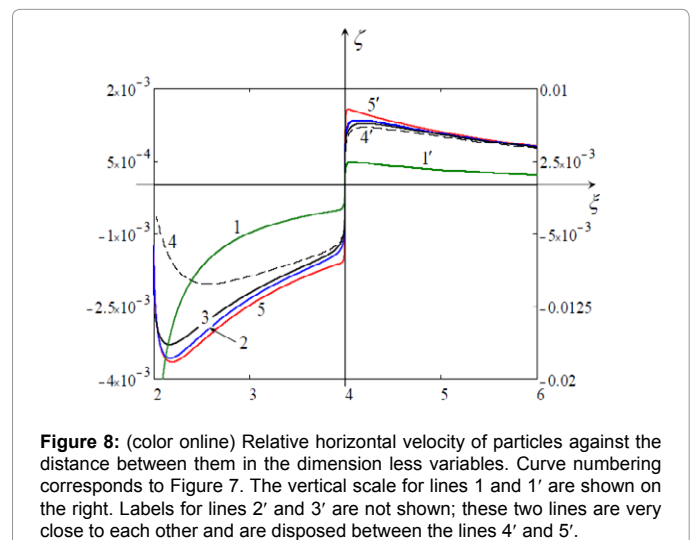 ζ
2×10⁻³
0.01
5′
5×10⁻⁴
4′
2.5×10⁻³
1′
ξ
1
4
-1×10⁻³
-5×10⁻³
3
5
-2.5×10⁻³
-0.0125
2
-4×10⁻³
-0.02
2 3 4 5 6
Figure 8: (color online) Relative horizontal velocity of particles against the
distance between them in the dimension less variables. Curve numbering
corresponds to Figure 7. The vertical scale for lines 1 and 1′ are shown on
the right. Labels for lines 2′ and 3′ are not shown; these two lines are very
close to each other and are disposed between the lines 4′ and 5′.